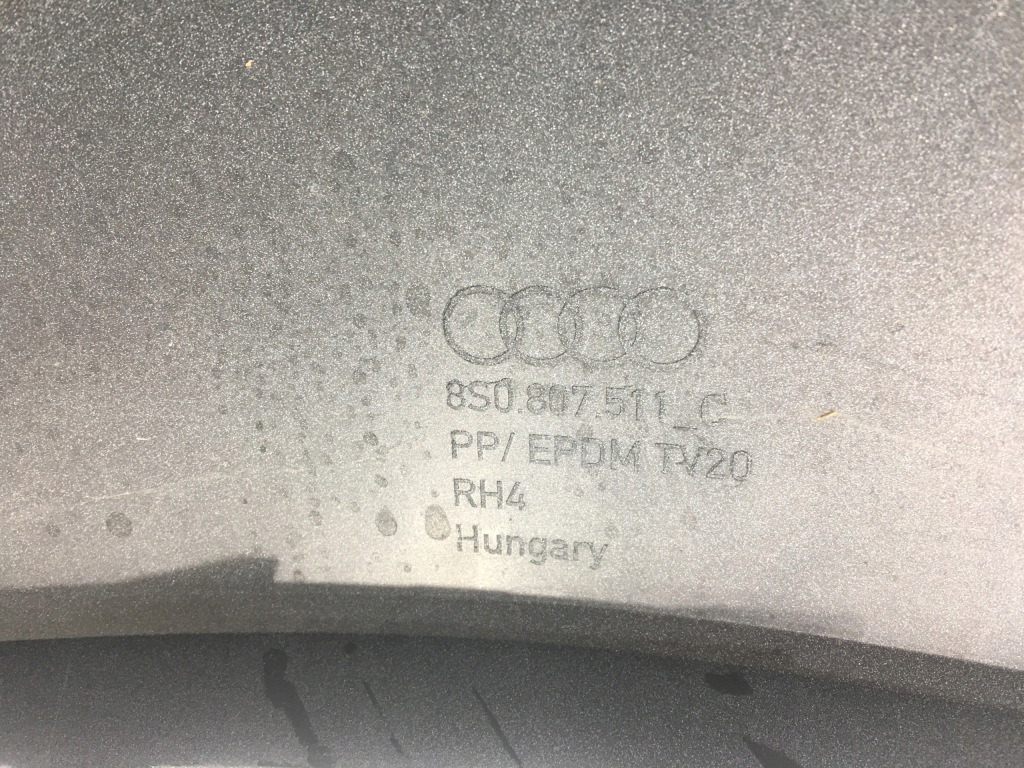 8S0.807.511_C
PP/ EPDM TV20
RH4
Hungary